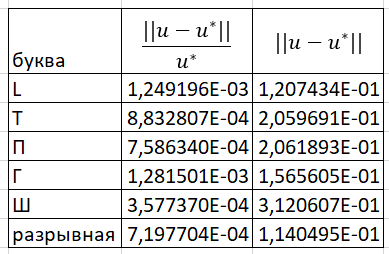 буква ||u − u*|| / u* ||u − u*||
L 1,249196E-03 1,207434E-01
Т 8,832807E-04 2,059691E-01
П 7,586340E-04 2,061893E-01
Г 1,281501E-03 1,565605E-01
Ш 3,577370E-04 3,120607E-01
разрывная 7,197704E-04 1,140495E-01